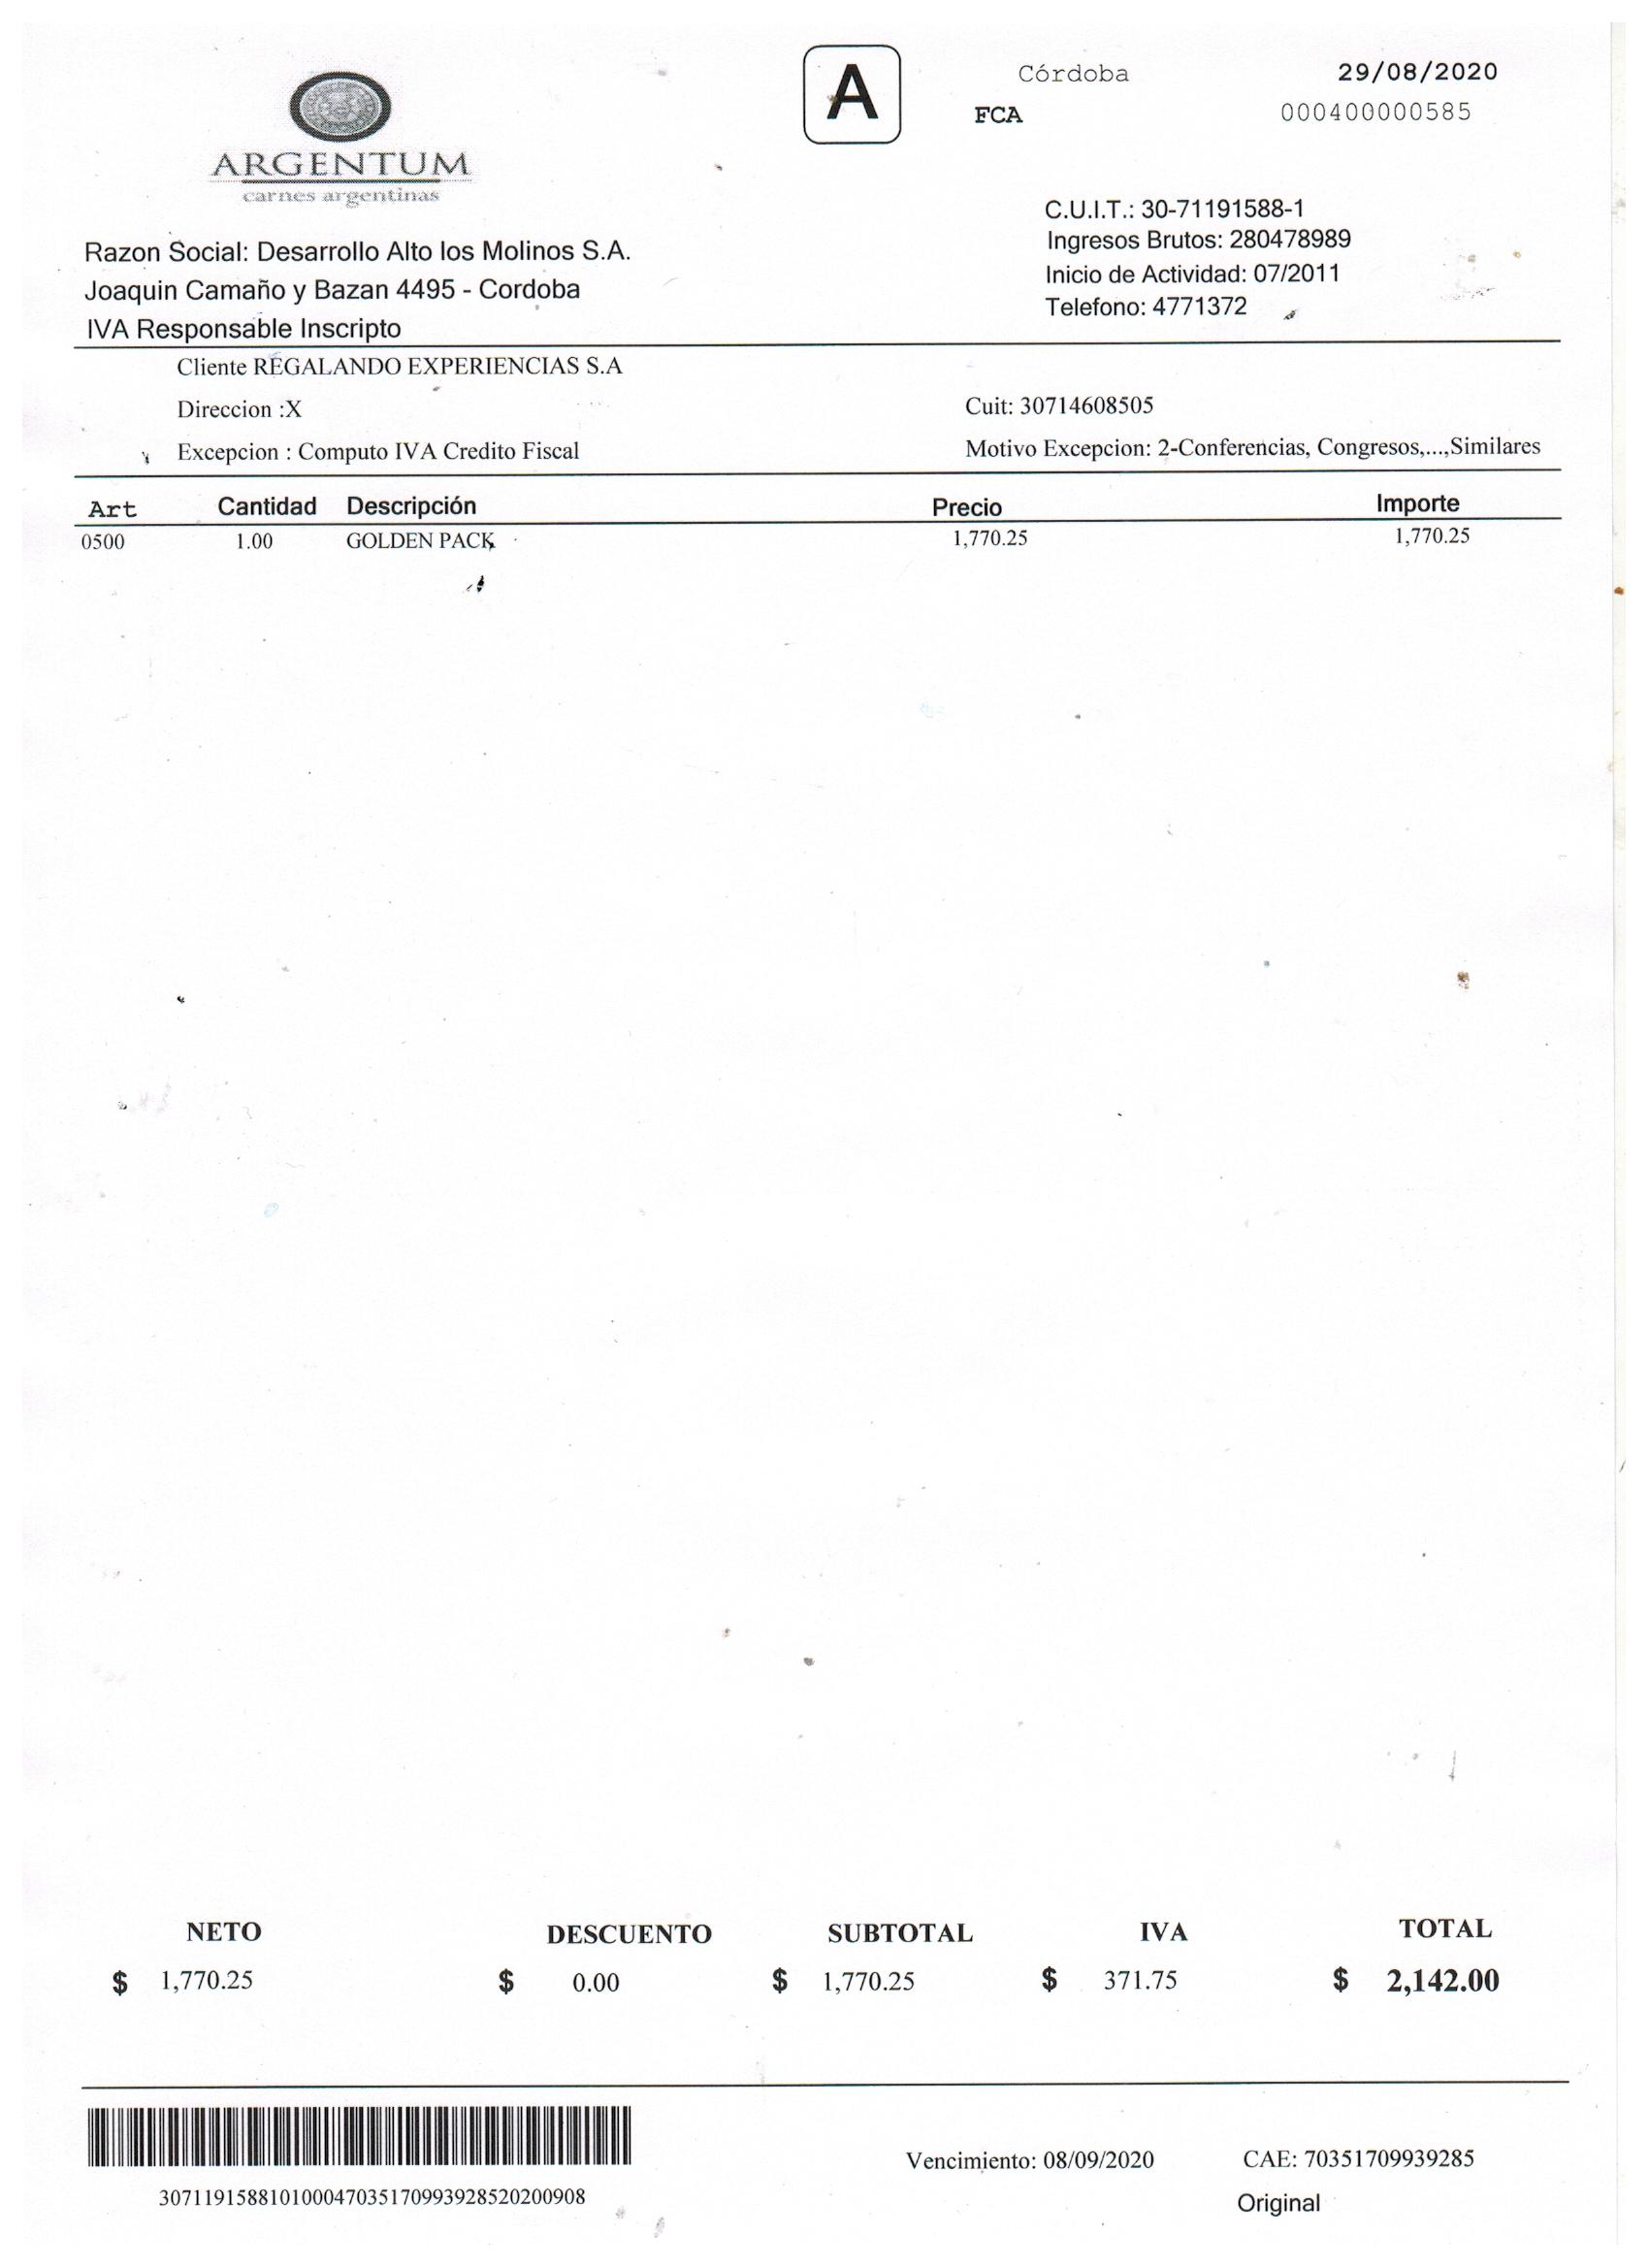 A
Córdoba 29/08/2020
FCA 000400000585
ARGENTUM
carnes argentinas
C.U.I.T.: 30-71191588-1
Ingresos Brutos: 280478989
Inicio de Actividad: 07/2011
Telefono: 4771372
Razon Social: Desarrollo Alto los Molinos S.A.
Joaquin Camaño y Bazan 4495 - Cordoba
IVA Responsable Inscripto
Cliente REGALANDO EXPERIENCIAS S.A
Direccion :X Cuit: 30714608505
Excepcion : Computo IVA Credito Fiscal Motivo Excepcion: 2-Conferencias, Congresos,...,Similares
Art Cantidad Descripción Precio Importe
0500 1.00 GOLDEN PACK 1,770.25 1,770.25
NETO DESCUENTO SUBTOTAL IVA TOTAL
$ 1,770.25 $ 0.00 $ 1,770.25 $ 371.75 $ 2,142.00
Vencimiento: 08/09/2020 CAE: 70351709939285
307119158810100047035170993928520200908
Original